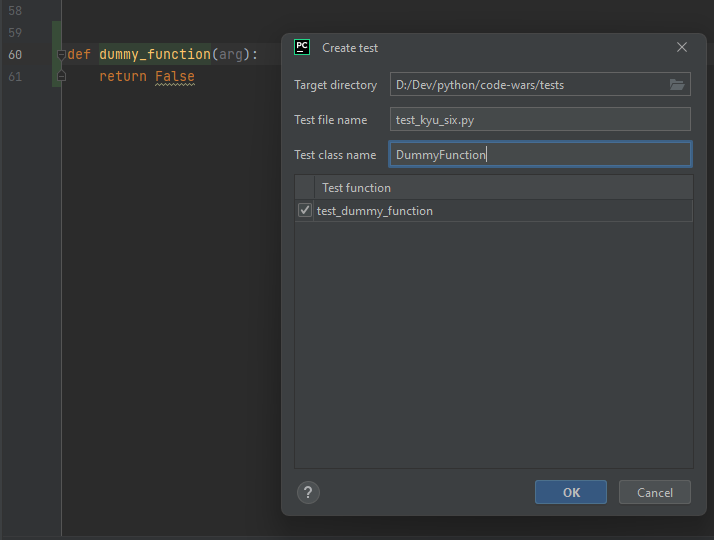 58
59
60 def dummy_function(arg):
61 return False
PC Create test
Target directory D:/Dev/python/code-wars/tests
Test file name test_kyu_six.py
Test class name DummyFunction
Test function
test_dummy_function
? OK Cancel